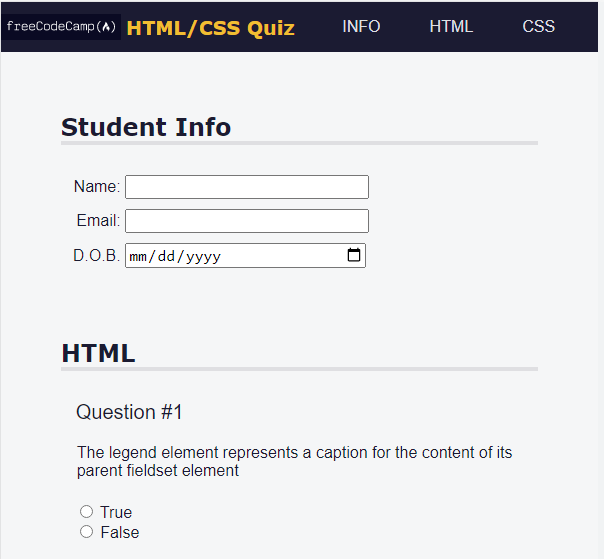 freeCodeCamp(🔥) HTML/CSS Quiz INFO HTML CSS
Student Info
Name:
Email:
D.O.B. mm/dd/yyyy
HTML
Question #1
The legend element represents a caption for the content of its
parent fieldset element
True
False